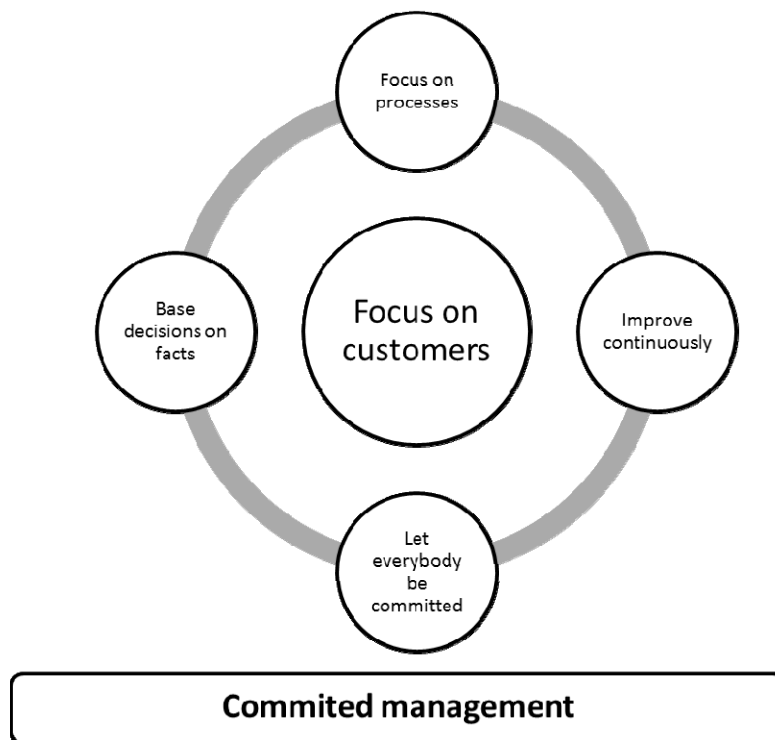 Focus on
processes
Base
decisions on
facts
Focus on
customers
Improve
continuously
Let
everybody
be
committed
Commited management